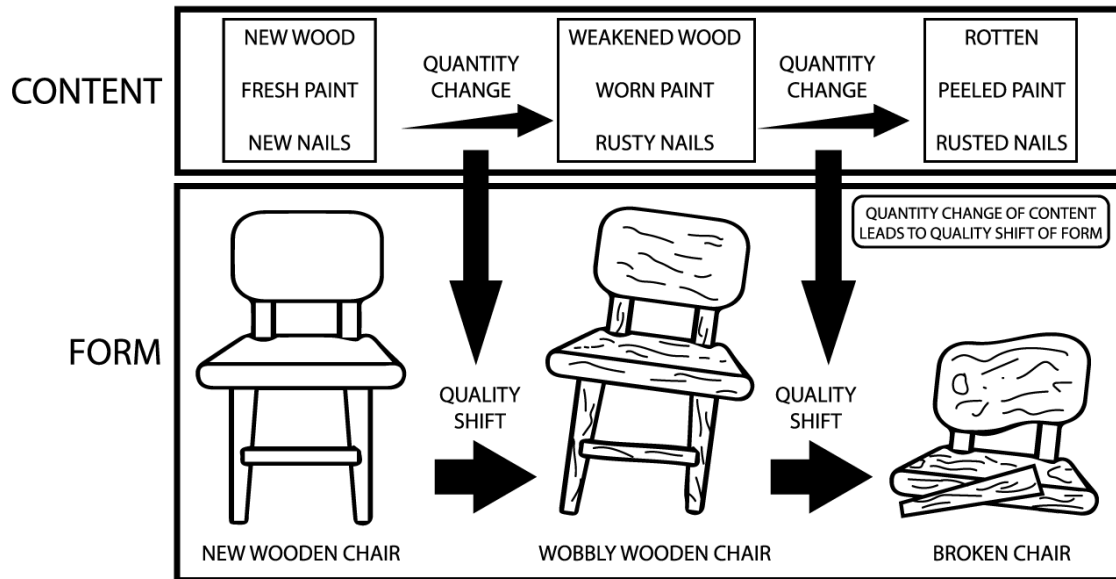 CONTENT
NEW WOOD
FRESH PAINT
NEW NAILS
QUANTITY
CHANGE
WEAKENED WOOD
WORN PAINT
RUSTY NAILS
QUANTITY
CHANGE
ROTTEN
PEELED PAINT
RUSTED NAILS
QUANTITY CHANGE OF CONTENT
LEADS TO QUALITY SHIFT OF FORM
FORM
QUALITY
SHIFT
QUALITY
SHIFT
NEW WOODEN CHAIR
WOBBLY WOODEN CHAIR
BROKEN CHAIR